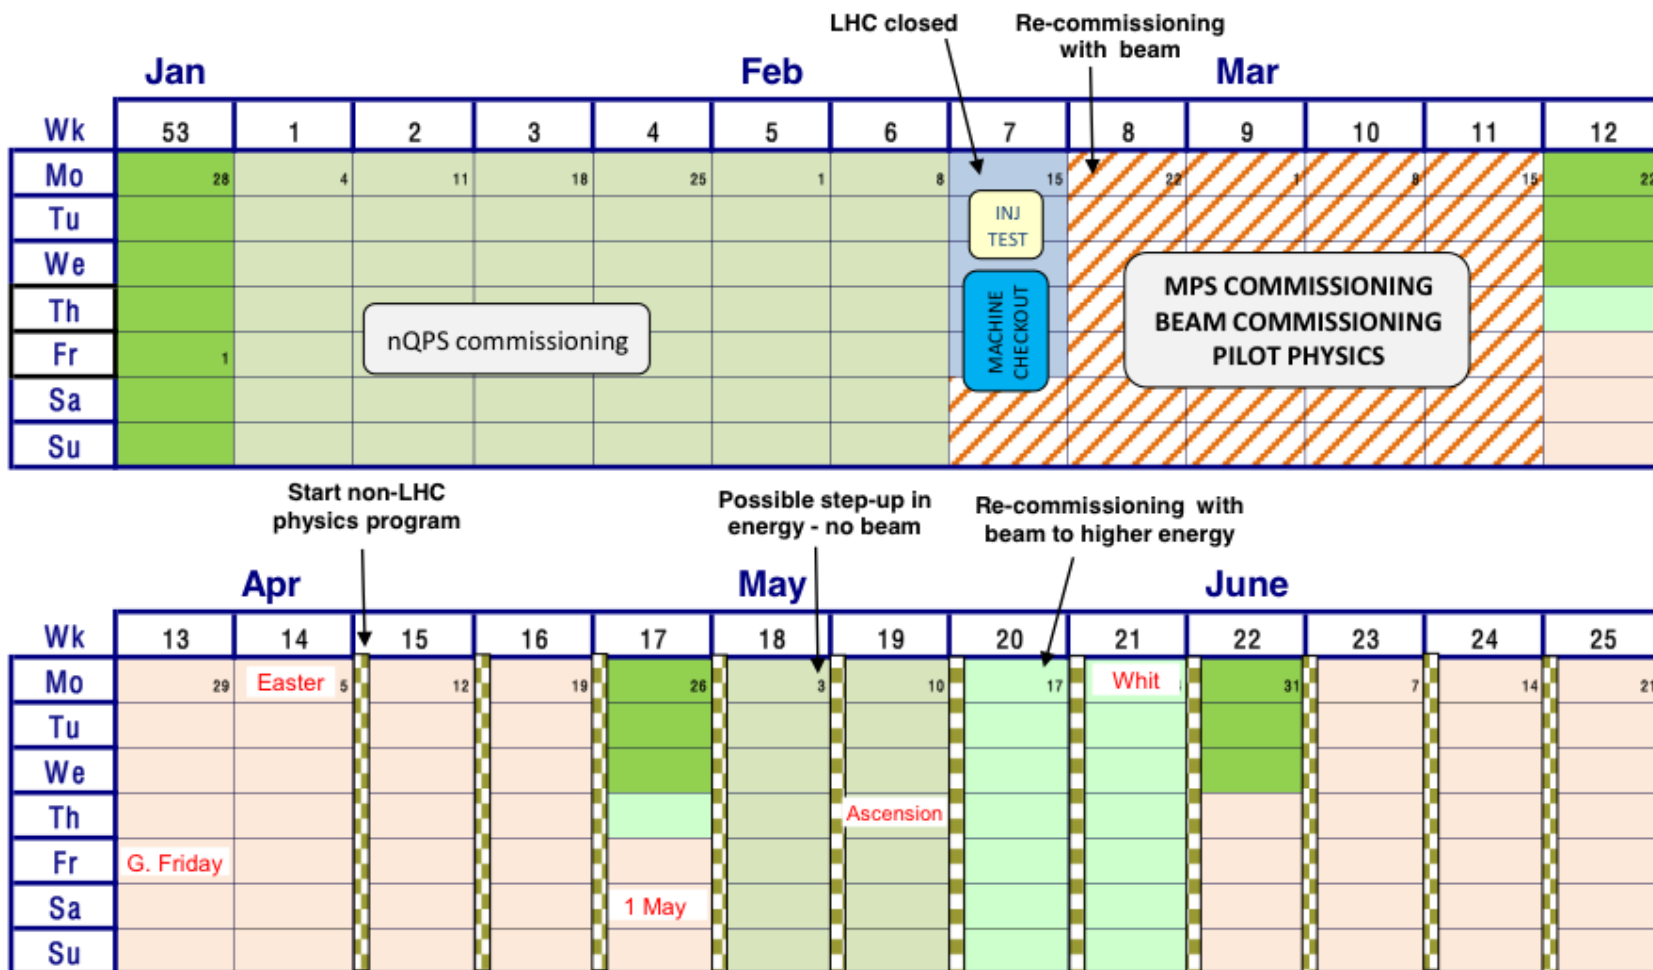 LHC closed
Re-commissioning
with beam
Jan Feb Mar
Wk 53 1 2 3 4 5 6 7 8 9 10 11 12
Mo 28 4 11 18 25 1 8 15 22 1 8 15 22
Tu
We
Th
Fr 1
Sa
Su
nQPS commissioning
INJ
TEST
MACHINE
CHECKOUT
MPS COMMISSIONING
BEAM COMMISSIONING
PILOT PHYSICS
Start non-LHC
physics program
Possible step-up in
energy - no beam
Re-commissioning with
beam to higher energy
Apr May June
Wk 13 14 15 16 17 18 19 20 21 22 23 24 25
Mo 29 Easter 5 12 19 26 3 10 17 Whit 31 7 14 21
Tu
We
Th Ascension
Fr G. Friday
Sa 1 May
Su